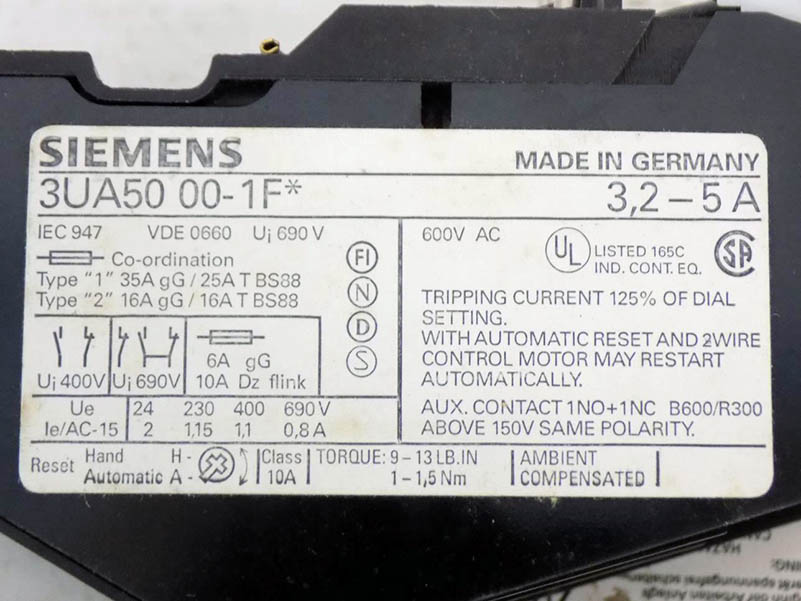 SIEMENS MADE IN GERMANY
3UA50 00-1F* 3,2–5 A
IEC 947 VDE 0660 Ui 690 V
Co-ordination
Type "1" 35A gG / 25A T BS88
Type "2" 16A gG / 16A T BS88
FI
N
D
S
Ui 400V Ui 690V
6A gG
10A Dz flink
Ue 24 230 400 690 V
Ie/AC-15 2 1,15 1,1 0,8 A
600V AC
UL LISTED 165C
IND. CONT. EQ.
SA
TRIPPING CURRENT 125% OF DIAL
SETTING.
WITH AUTOMATIC RESET AND 2WIRE
CONTROL MOTOR MAY RESTART
AUTOMATICALLY.
AUX. CONTACT 1NO+1NC B600/R300
ABOVE 150V SAME POLARITY.
Reset Hand H -
Automatic A -
Class
10A
TORQUE: 9–13 LB.IN
1–1,5 Nm
AMBIENT
COMPENSATED